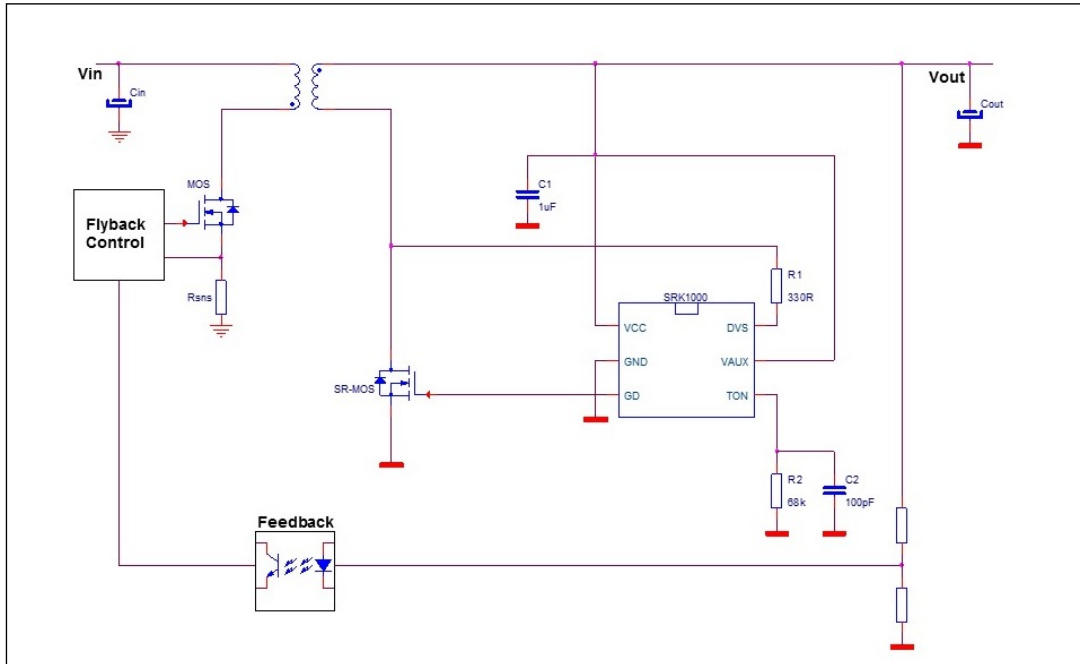 Vin
Cin
Vout
Cout
MOS
C1
1uF
Flyback
Control
R1
330R
Rsns
SRK1000
VCC
DVS
GND
VAUX
SR-MOS
GD
TON
R2
68k
C2
100pF
Feedback